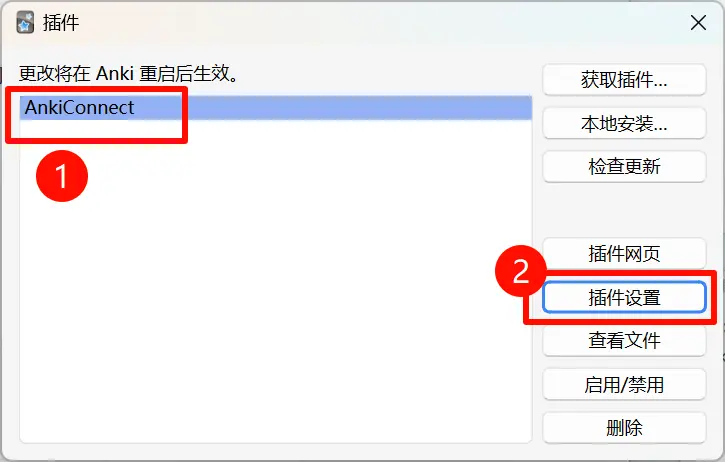 插件
更改将在 Anki 重启后生效。
AnkiConnect
1
获取插件...
本地安装...
检查更新
插件网页
2
插件设置
查看文件
启用/禁用
删除